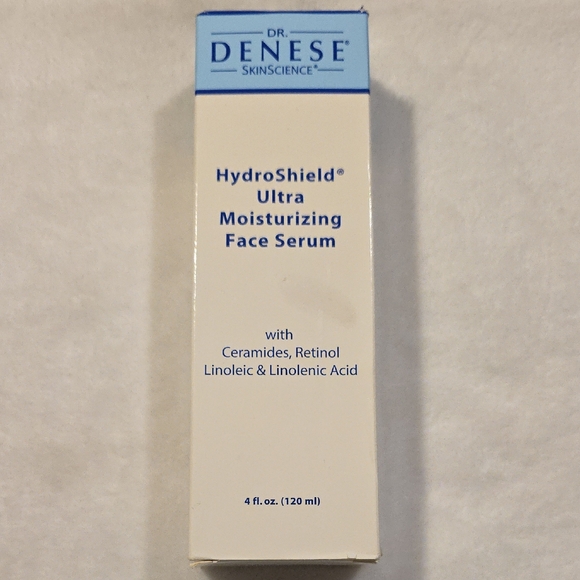 DR.
DENESE®
SKINSCIENCE®
HydroShield®
Ultra
Moisturizing
Face Serum
with
Ceramides, Retinol
Linoleic & Linolenic Acid
4 fl. oz. (120 ml)